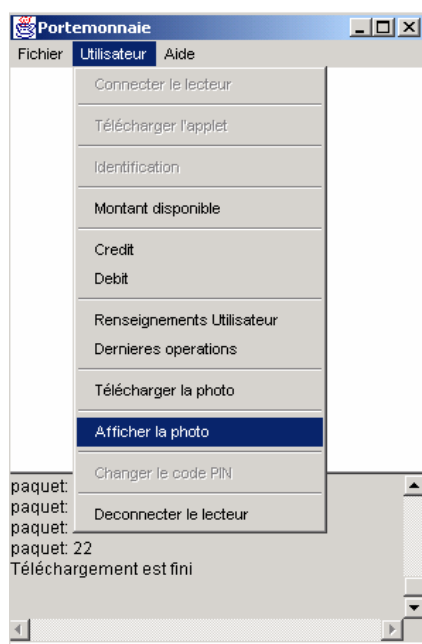 Portemonnaie
Fichier Utilisateur Aide
Connecter le lecteur
Télécharger l'applet
Identification
Montant disponible
Credit
Debit
Renseignements Utilisateur
Dernieres operations
Télécharger la photo
Afficher la photo
Changer le code PIN
Deconnecter le lecteur
paquet:
paquet:
paquet:
paquet: 22
Téléchargement est fini